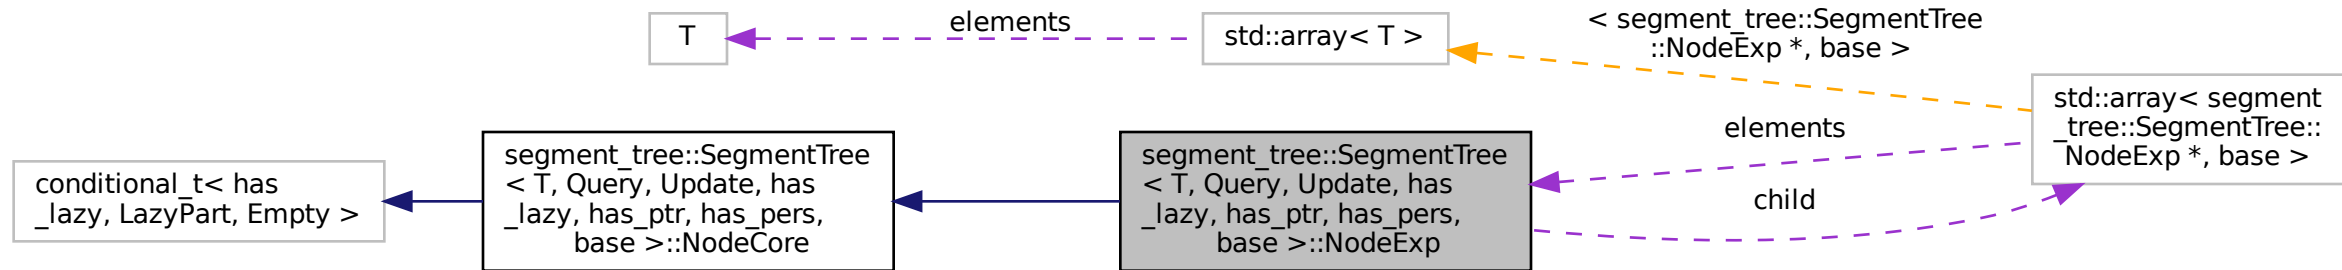 T
elements
std::array< T >
< segment_tree::SegmentTree
::NodeExp *, base >
std::array< segment
_tree::SegmentTree::
NodeExp *, base >
elements
child
conditional_t< has
_lazy, LazyPart, Empty >
segment_tree::SegmentTree
< T, Query, Update, has
_lazy, has_ptr, has_pers,
base >::NodeCore
segment_tree::SegmentTree
< T, Query, Update, has
_lazy, has_ptr, has_pers,
base >::NodeExp